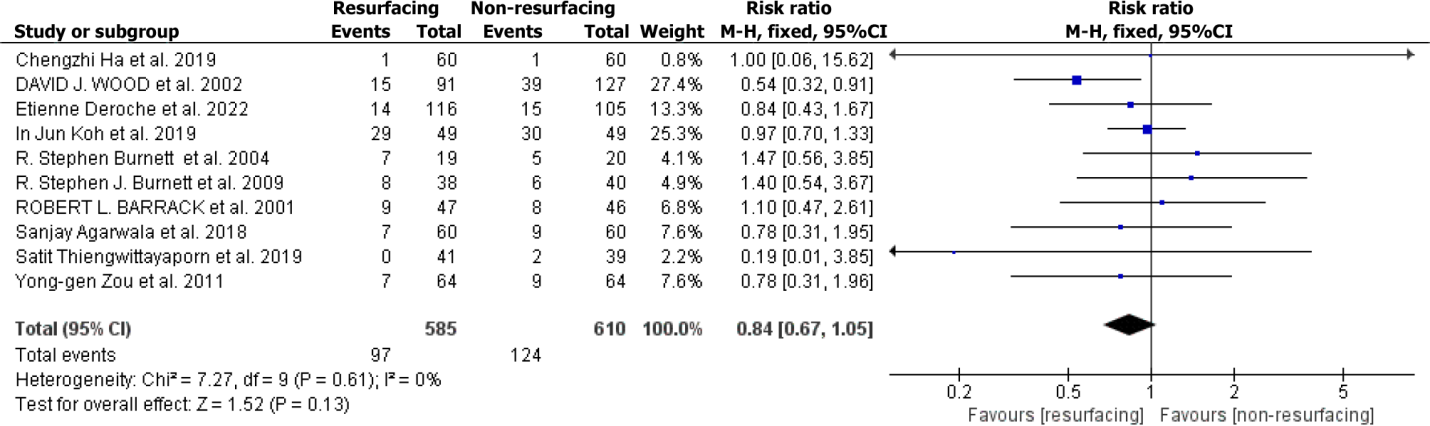 Resurfacing Non-resurfacing Risk ratio Risk ratio
Study or subgroup Events Total Events Total Weight M-H, fixed, 95%CI M-H, fixed, 95%CI
Chengzhi Ha et al. 2019 1 60 1 60 0.8% 1.00 [0.06, 15.62]
DAVID J. WOOD et al. 2002 15 91 39 127 27.4% 0.54 [0.32, 0.91]
Etienne Deroche et al. 2022 14 116 15 105 13.3% 0.84 [0.43, 1.67]
In Jun Koh et al. 2019 29 49 30 49 25.3% 0.97 [0.70, 1.33]
R. Stephen Burnett et al. 2004 7 19 5 20 4.1% 1.47 [0.56, 3.85]
R. Stephen J. Burnett et al. 2009 8 38 6 40 4.9% 1.40 [0.54, 3.67]
ROBERT L. BARRACK et al. 2001 9 47 8 46 6.8% 1.10 [0.47, 2.61]
Sanjay Agarwala et al. 2018 7 60 9 60 7.6% 0.78 [0.31, 1.95]
Satit Thiengwittayaporn et al. 2019 0 41 2 39 2.2% 0.19 [0.01, 3.85]
Yong-gen Zou et al. 2011 7 64 9 64 7.6% 0.78 [0.31, 1.96]
Total (95% CI) 585 610 100.0% 0.84 [0.67, 1.05]
Total events 97 124
Heterogeneity: Chi² = 7.27, df = 9 (P = 0.61); I² = 0%
Test for overall effect: Z = 1.52 (P = 0.13)
0.2 0.5 1 2 5
Favours [resurfacing] Favours [non-resurfacing]